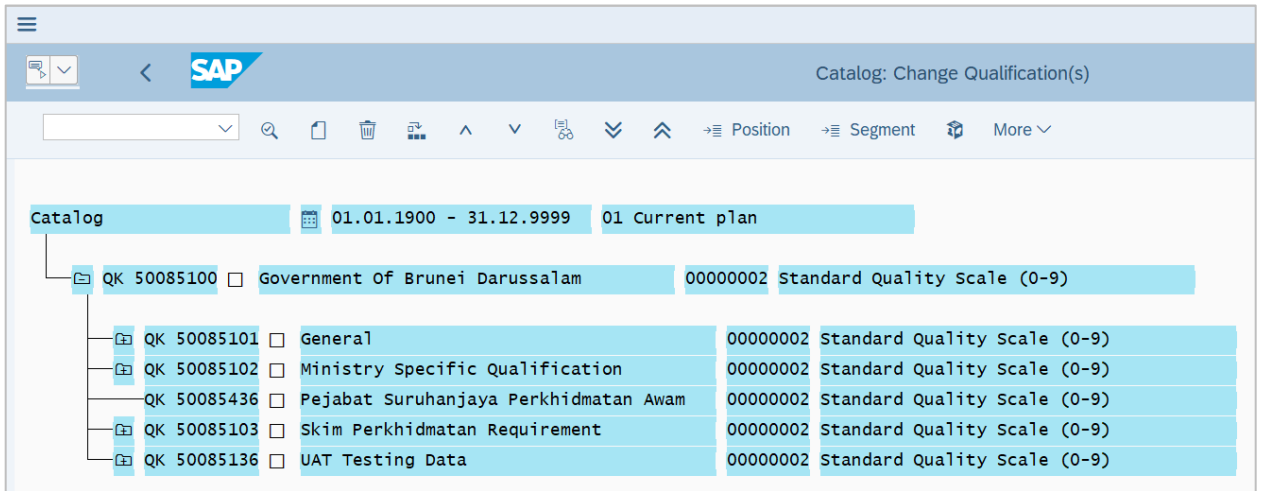 SAP
Catalog: Change Qualification(s)
Position Segment More
Catalog 01.01.1900 - 31.12.9999 01 Current plan
QK 50085100 Government Of Brunei Darussalam 00000002 Standard Quality Scale (0-9)
QK 50085101 General 00000002 Standard Quality Scale (0-9)
QK 50085102 Ministry Specific Qualification 00000002 Standard Quality Scale (0-9)
QK 50085436 Pejabat Suruhanjaya Perkhidmatan Awam 00000002 Standard Quality Scale (0-9)
QK 50085103 Skim Perkhidmatan Requirement 00000002 Standard Quality Scale (0-9)
QK 50085136 UAT Testing Data 00000002 Standard Quality Scale (0-9)